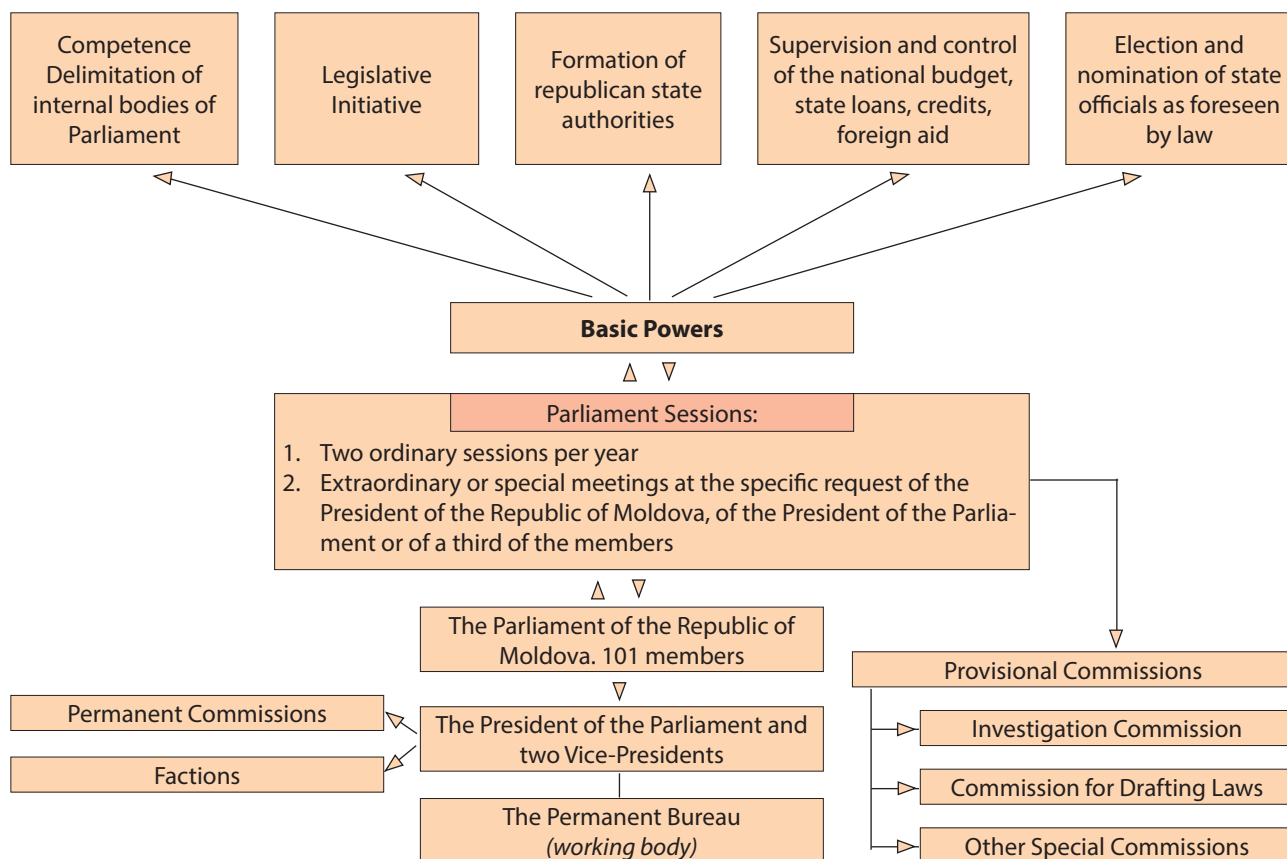 Competence
Delimitation of
internal bodies of
Parliament
Legislative
Initiative
Formation of
republican state
authorities
Supervision and control
of the national budget,
state loans, credits,
foreign aid
Election and
nomination of state
officials as foreseen
by law
Basic Powers
Parliament Sessions:
1. Two ordinary sessions per year
2. Extraordinary or special meetings at the specific request of the
President of the Republic of Moldova, of the President of the Parlia-
ment or of a third of the members
The Parliament of the Republic of
Moldova. 101 members
Provisional Commissions
Permanent Commissions
The President of the Parliament and
two Vice-Presidents
Investigation Commission
Factions
Commission for Drafting Laws
The Permanent Bureau
(working body)
Other Special Commissions